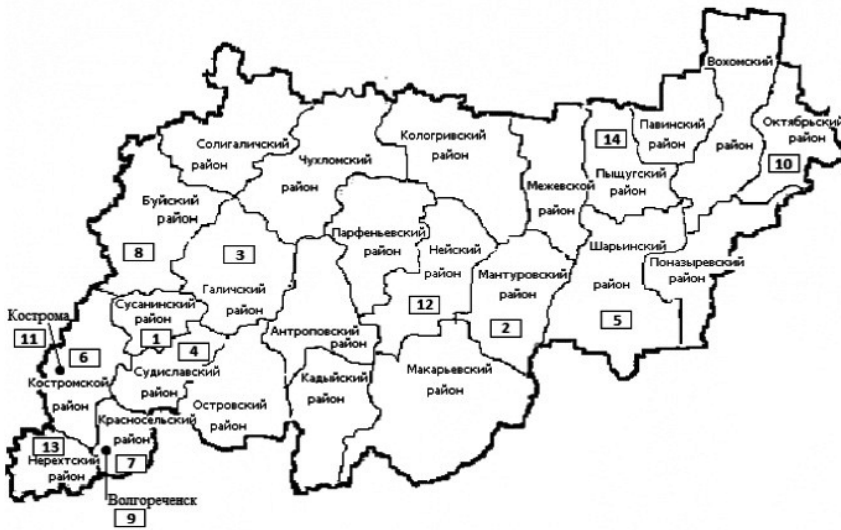 Вохомский
район
Октябрьский
район
10
Павинский
район
14
Пыщугский
район
Кологривский
район
Межевской
район
Солигаличский
район
Чухломский
район
Буйский
район
8
3
Галичский
район
Парфеньевский
район
Нейский
район
12
Мантуровский
район
2
Шарьинский
район
5
Поназыревский
район
Сусанинский
район
1
Кострома
11
6
Костромской
район
4
Судиславский
район
Антроповский
район
Кадыйский
район
Макарьевский
район
Островский
район
Красносельский
район
7
13
Нерехтский
район
Волгореченск
9